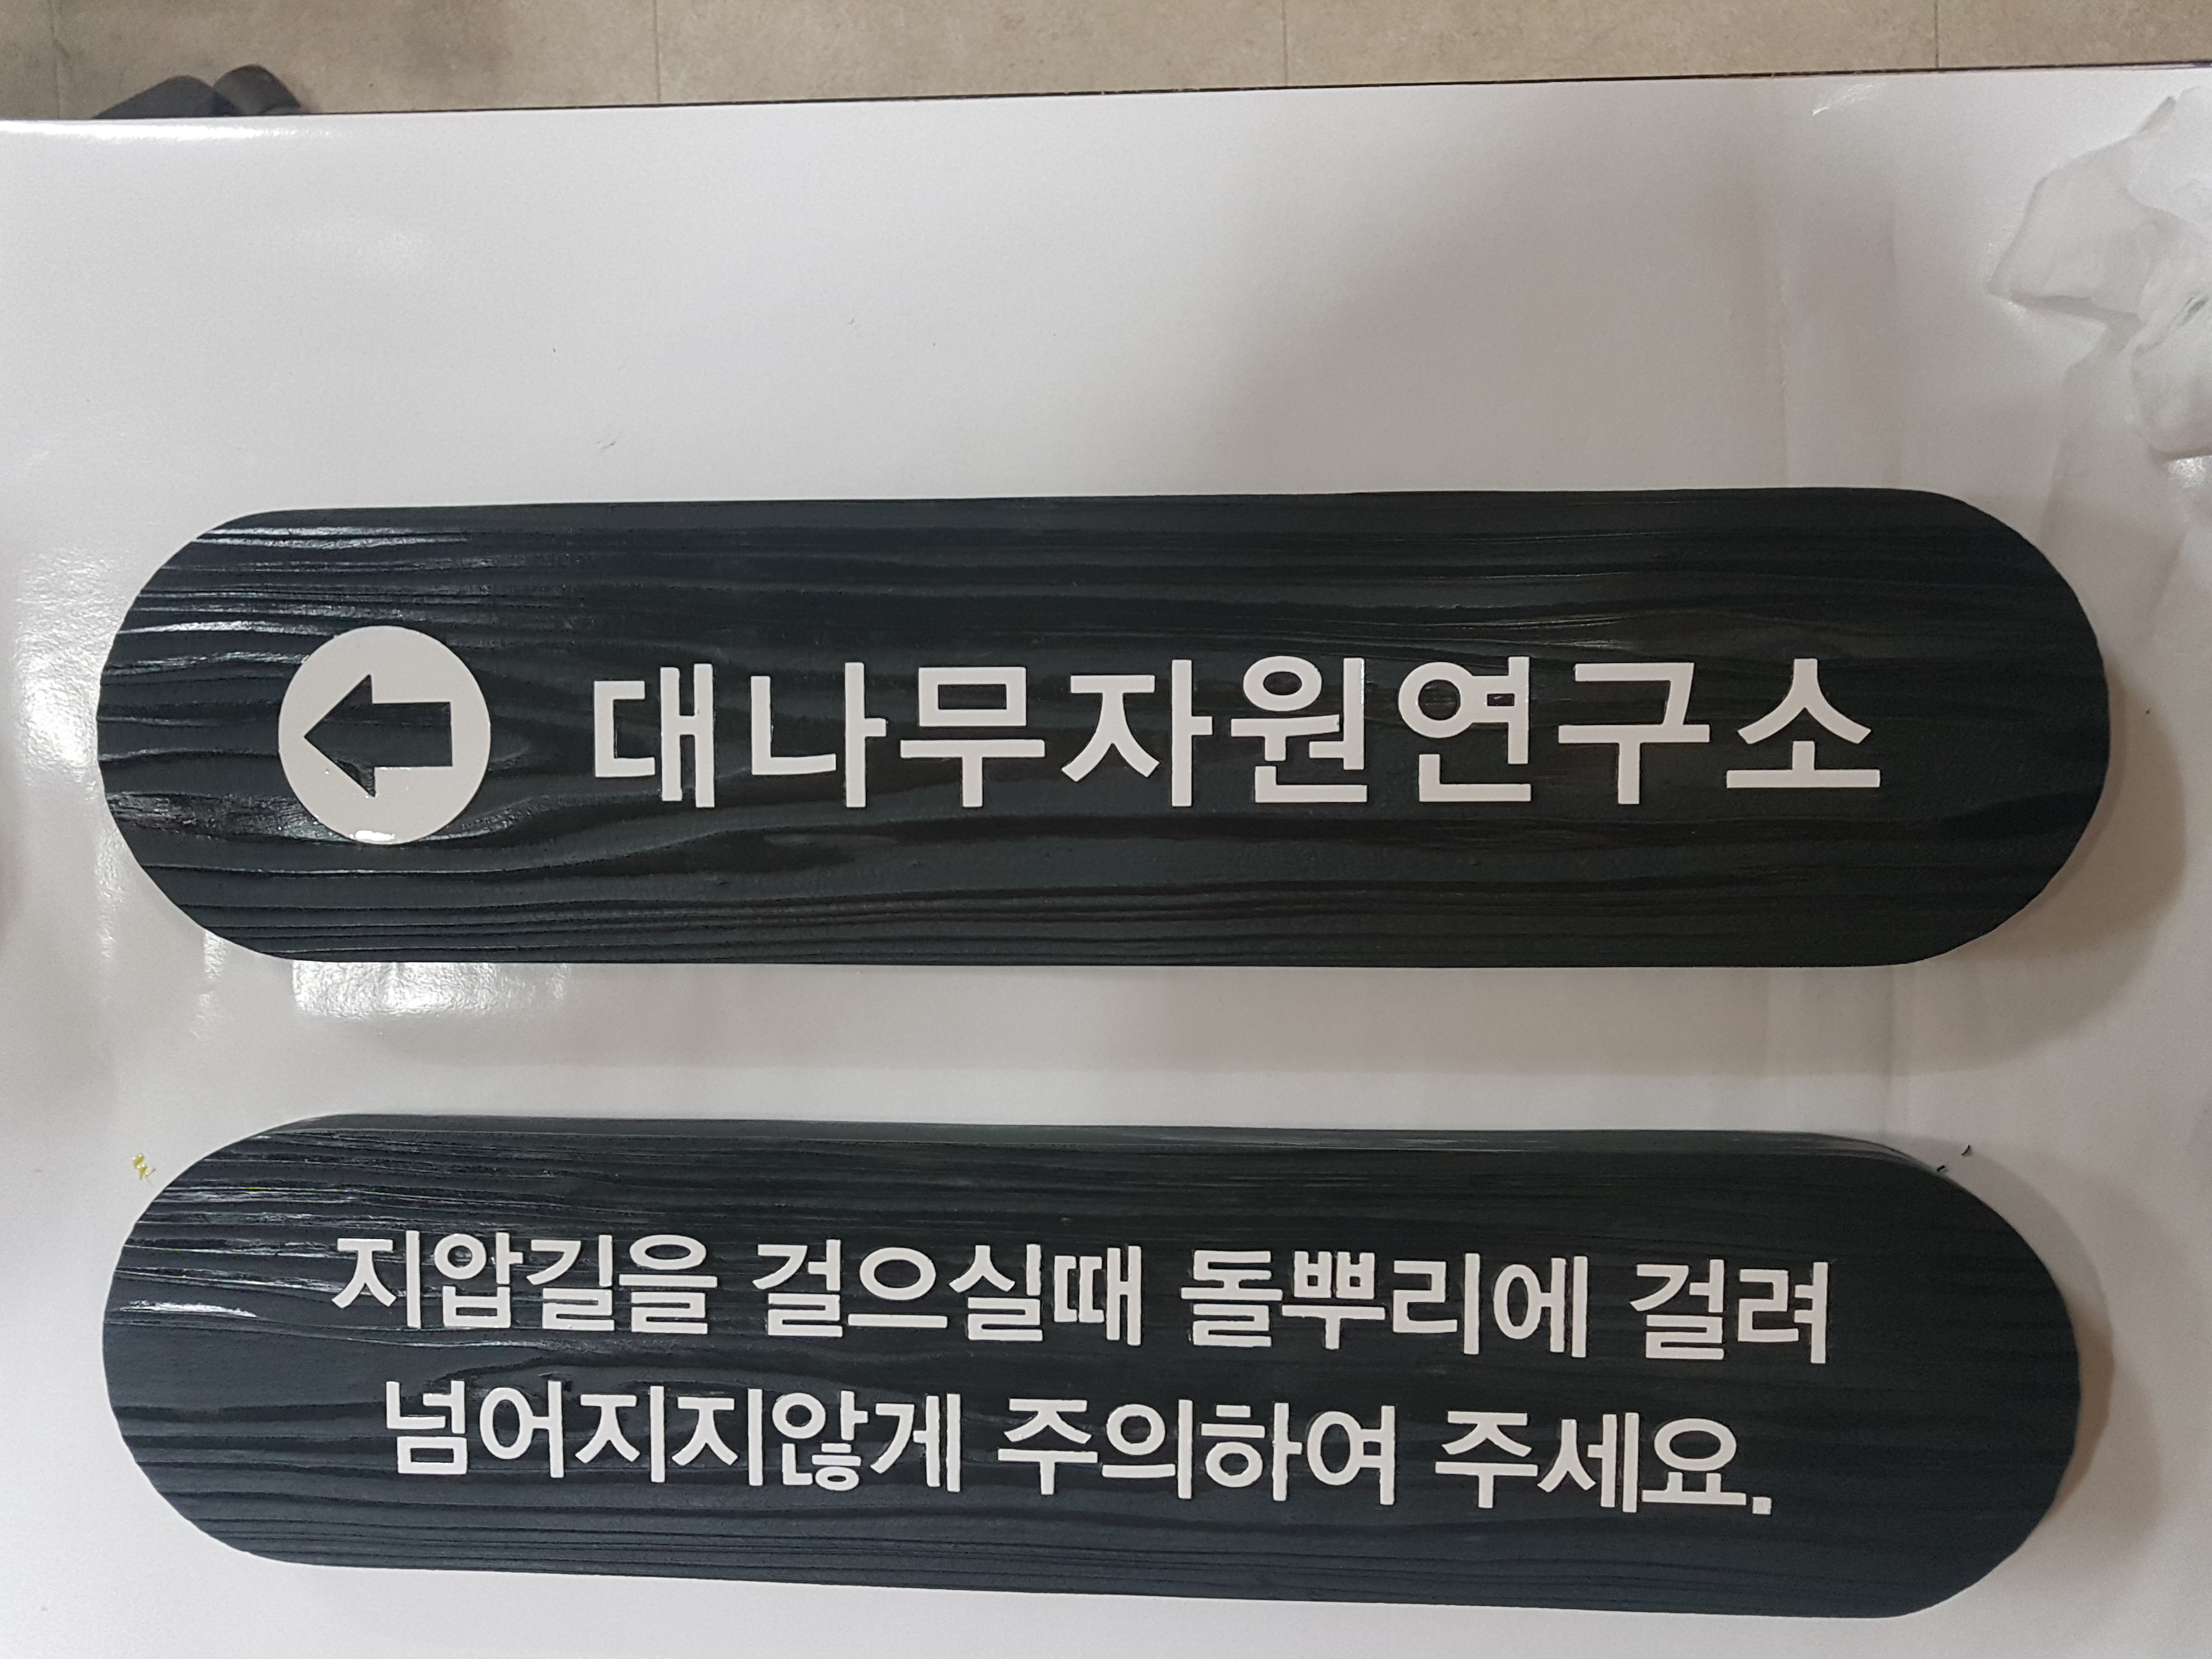 대나무자원연구소
지압길을 걸으실때 돌뿌리에 걸려
넘어지지않게 주의하여 주세요.